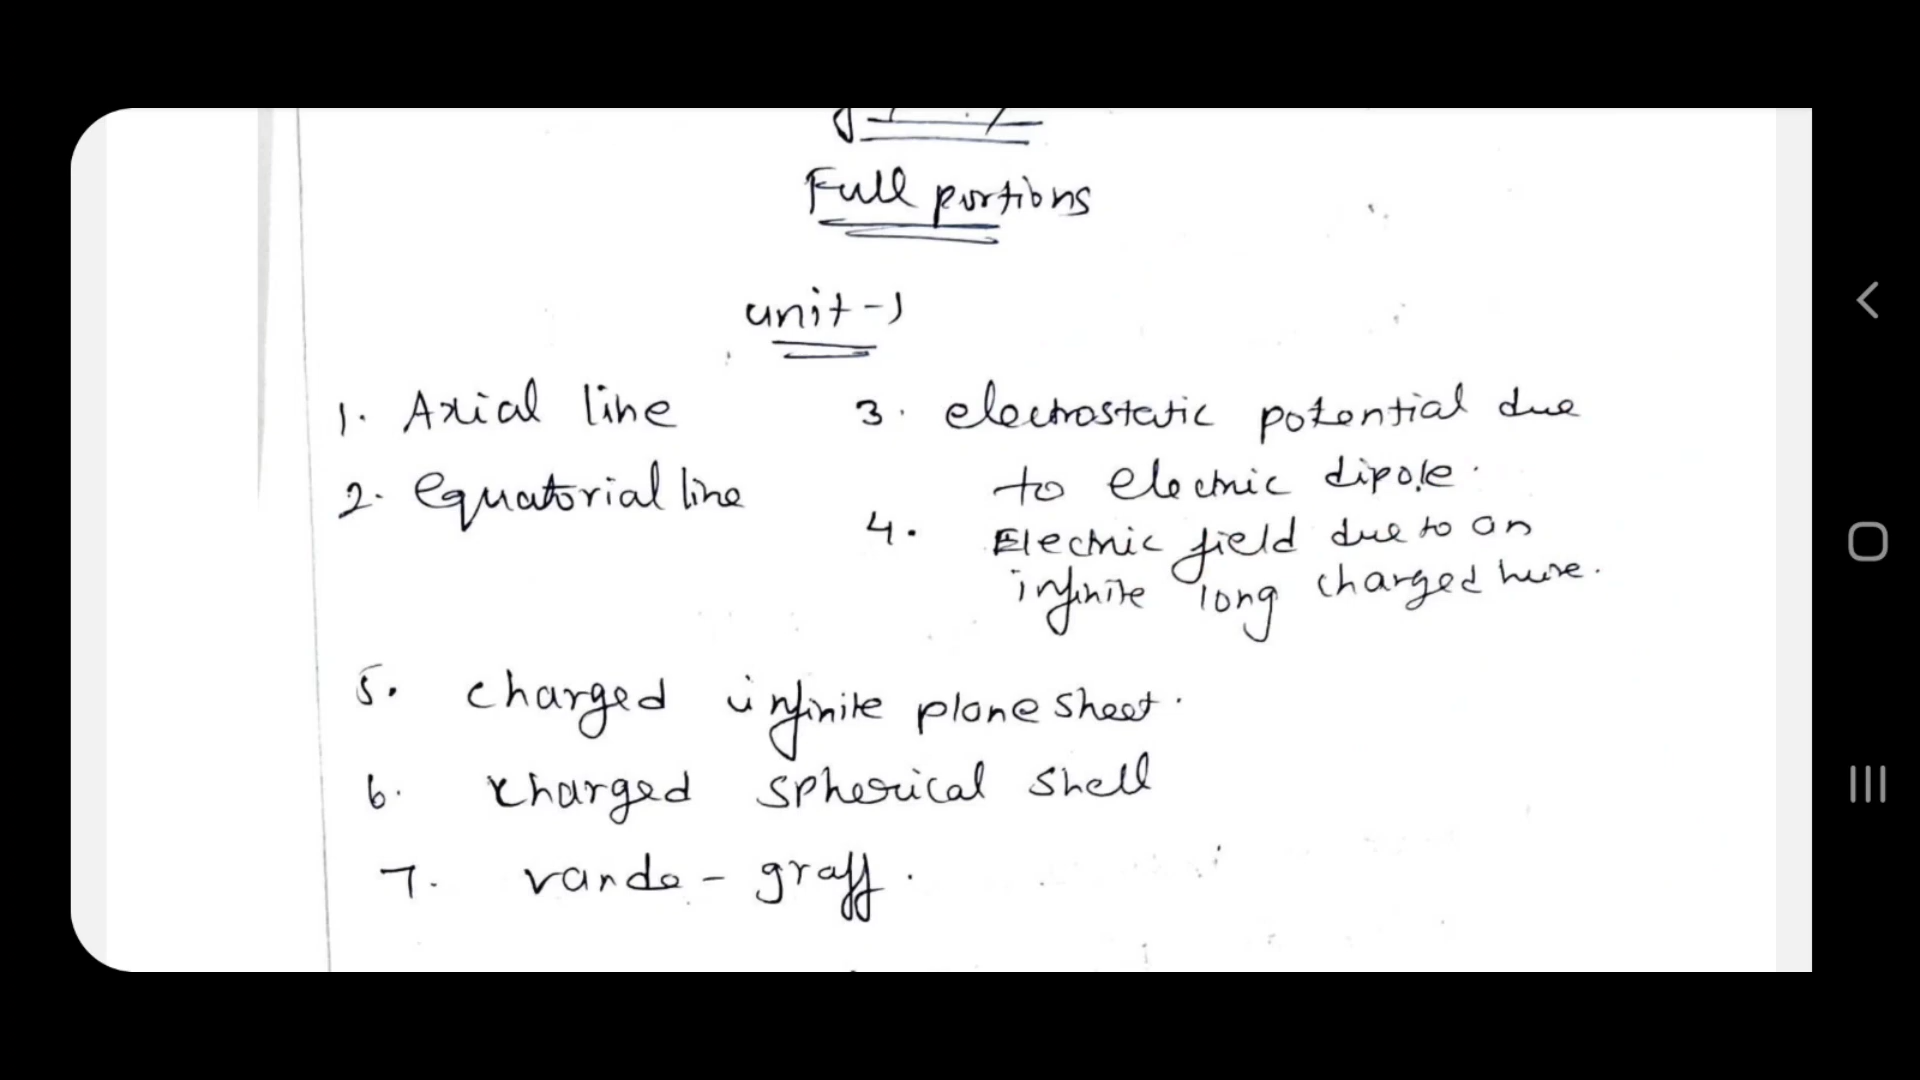 Full portions
unit-1
1. Axial line
2. equatorial line
3. electrostatic potential due
to electric dipole.
4. Electric field due to an
infinite long charged
5. charged infinite plane sheet.
6. charged spherical shell
7. vande-graff.